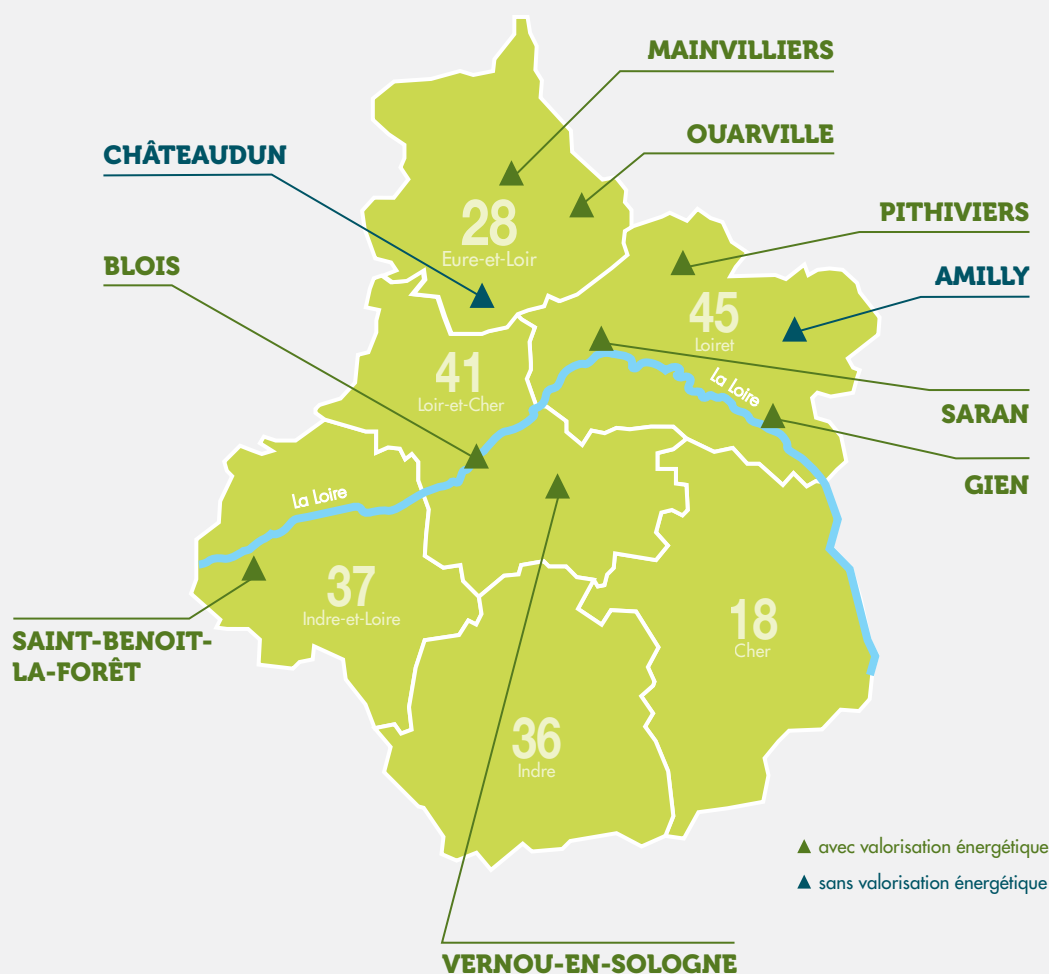 MAINVILLIERS
OUARVILLE
CHÂTEAUDUN
PITHIVIERS
28
Eure-et-Loir
BLOIS
AMILLY
45
Loiret
41
Loir-et-Cher
La Loire
SARAN
GIEN
La Loire
37
Indre-et-Loire
18
Cher
SAINT-BENOIT-
LA-FORÊT
36
Indre
avec valorisation énergétique
sans valorisation énergétique
VERNOU-EN-SOLOGNE